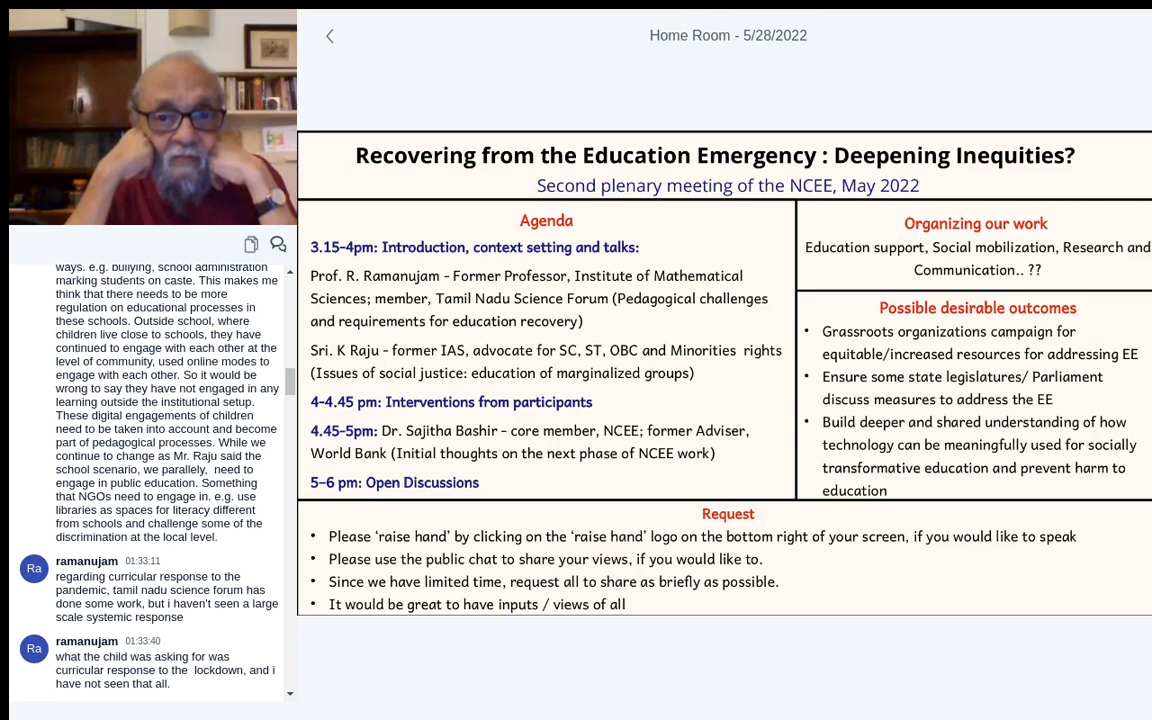 Home Room - 5/28/2022
Recovering from the Education Emergency : Deepening Inequities?
Second plenary meeting of the NCEE, May 2022
Agenda
3.15-4pm: Introduction, context setting and talks:
Prof. R. Ramanujam - Former Professor, Institute of Mathematical
Sciences; member, Tamil Nadu Science Forum (Pedagogical challenges
and requirements for education recovery)
Sri. K Raju - former IAS, advocate for SC, ST, OBC and Minorities rights
(Issues of social justice: education of marginalized groups)
4-4.45 pm: Interventions from participants
4.45-5pm: Dr. Sajitha Bashir - core member, NCEE; former Adviser,
World Bank (Initial thoughts on the next phase of NCEE work)
5-6 pm: Open Discussions
Organizing our work
Education support, Social mobilization, Research and
Communication.. ??
Possible desirable outcomes
• Grassroots organizations campaign for
equitable/increased resources for addressing EE
• Ensure some state legislatures/ Parliament
discuss measures to address the EE
• Build deeper and shared understanding of how
technology can be meaningfully used for socially
transformative education and prevent harm to
education
Request
• Please ‘raise hand’ by clicking on the ‘raise hand’ logo on the bottom right of your screen, if you would like to speak
• Please use the public chat to share your views, if you would like to.
• Since we have limited time, request all to share as briefly as possible.
• It would be great to have inputs / views of all
ways. e.g. bullying, school administration
marking students on caste. This makes me
think that there needs to be more
regulation on educational processes in
these schools. Outside school, where
children live close to schools, they have
continued to engage with each other at the
level of community, used online modes to
engage with each other. So it would be
wrong to say they have not engaged in any
learning outside the institutional setup.
These digital engagements of children
need to be taken into account and become
part of pedagogical processes. While we
continue to change as Mr. Raju said the
school scenario, we parallely, need to
engage in public education. Something
that NGOs need to engage in. e.g. use
libraries as spaces for literacy different
from schools and challenge some of the
discrimination at the local level.
Ra
ramanujam 01:33:11
regarding curricular response to the
pandemic, tamil nadu science forum has
done some work, but i haven't seen a large
scale systemic response
Ra
ramanujam 01:33:40
what the child was asking for was
curricular response to the lockdown, and i
have not seen that all.